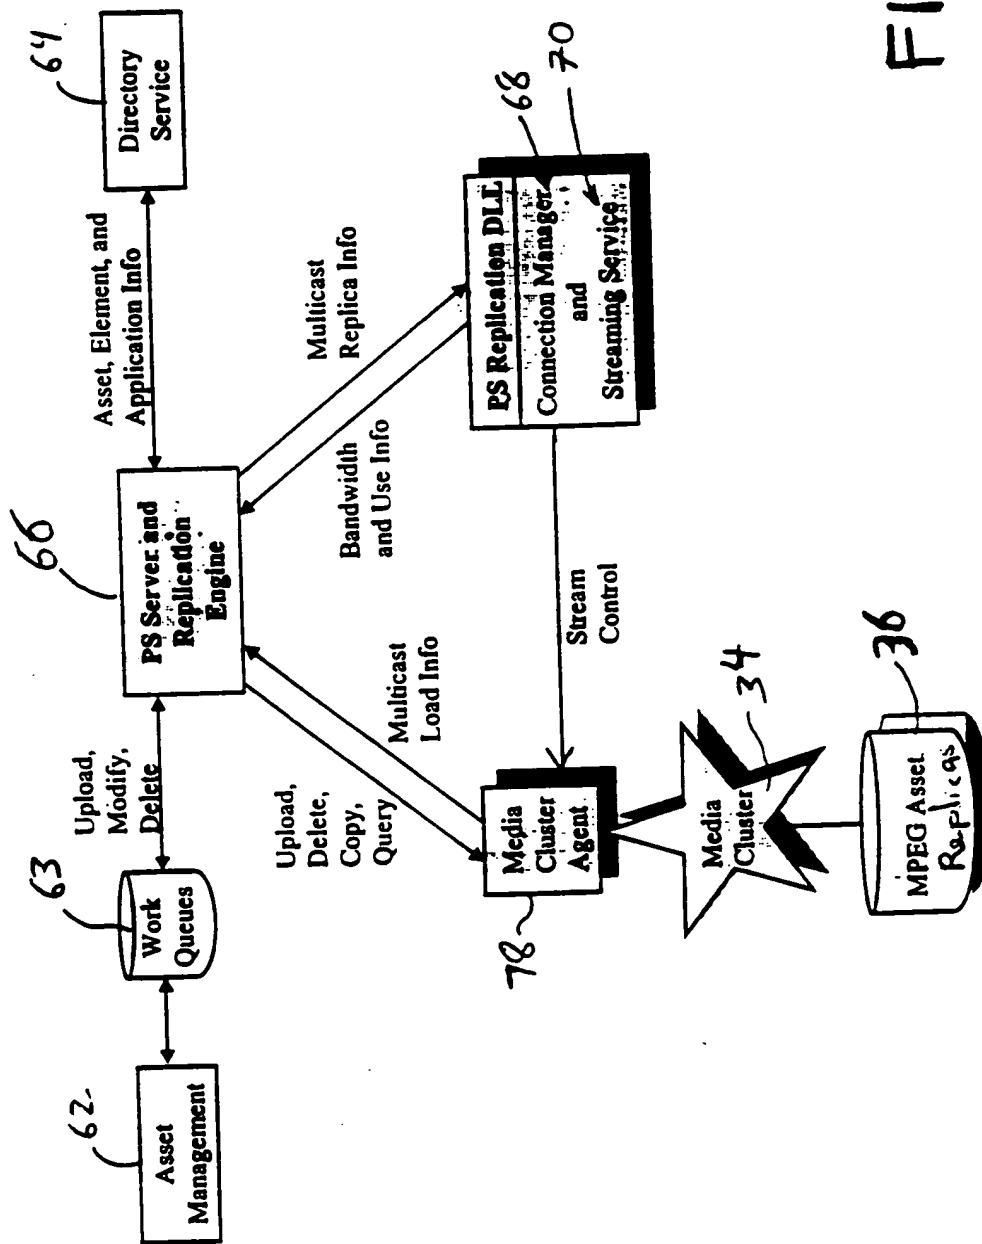 62
Asset
Management
63
Work
Queues
Upload,
Modify,
Delete
66
PS Server and
Replication
Engine
Asset, Element, and
Application Info
64
Directory
Service
Upload,
Delete,
Copy,
Query
Multicast
Load Info
Bandwidth
and Use Info
Multicast
Replica Info
78
Media
Cluster
Agent
Stream
Control
PS Replication DLL
Connection Manager
and
Streaming Service
68
70
Media
Cluster
34
MPEG Asset
Replicas
36
FI